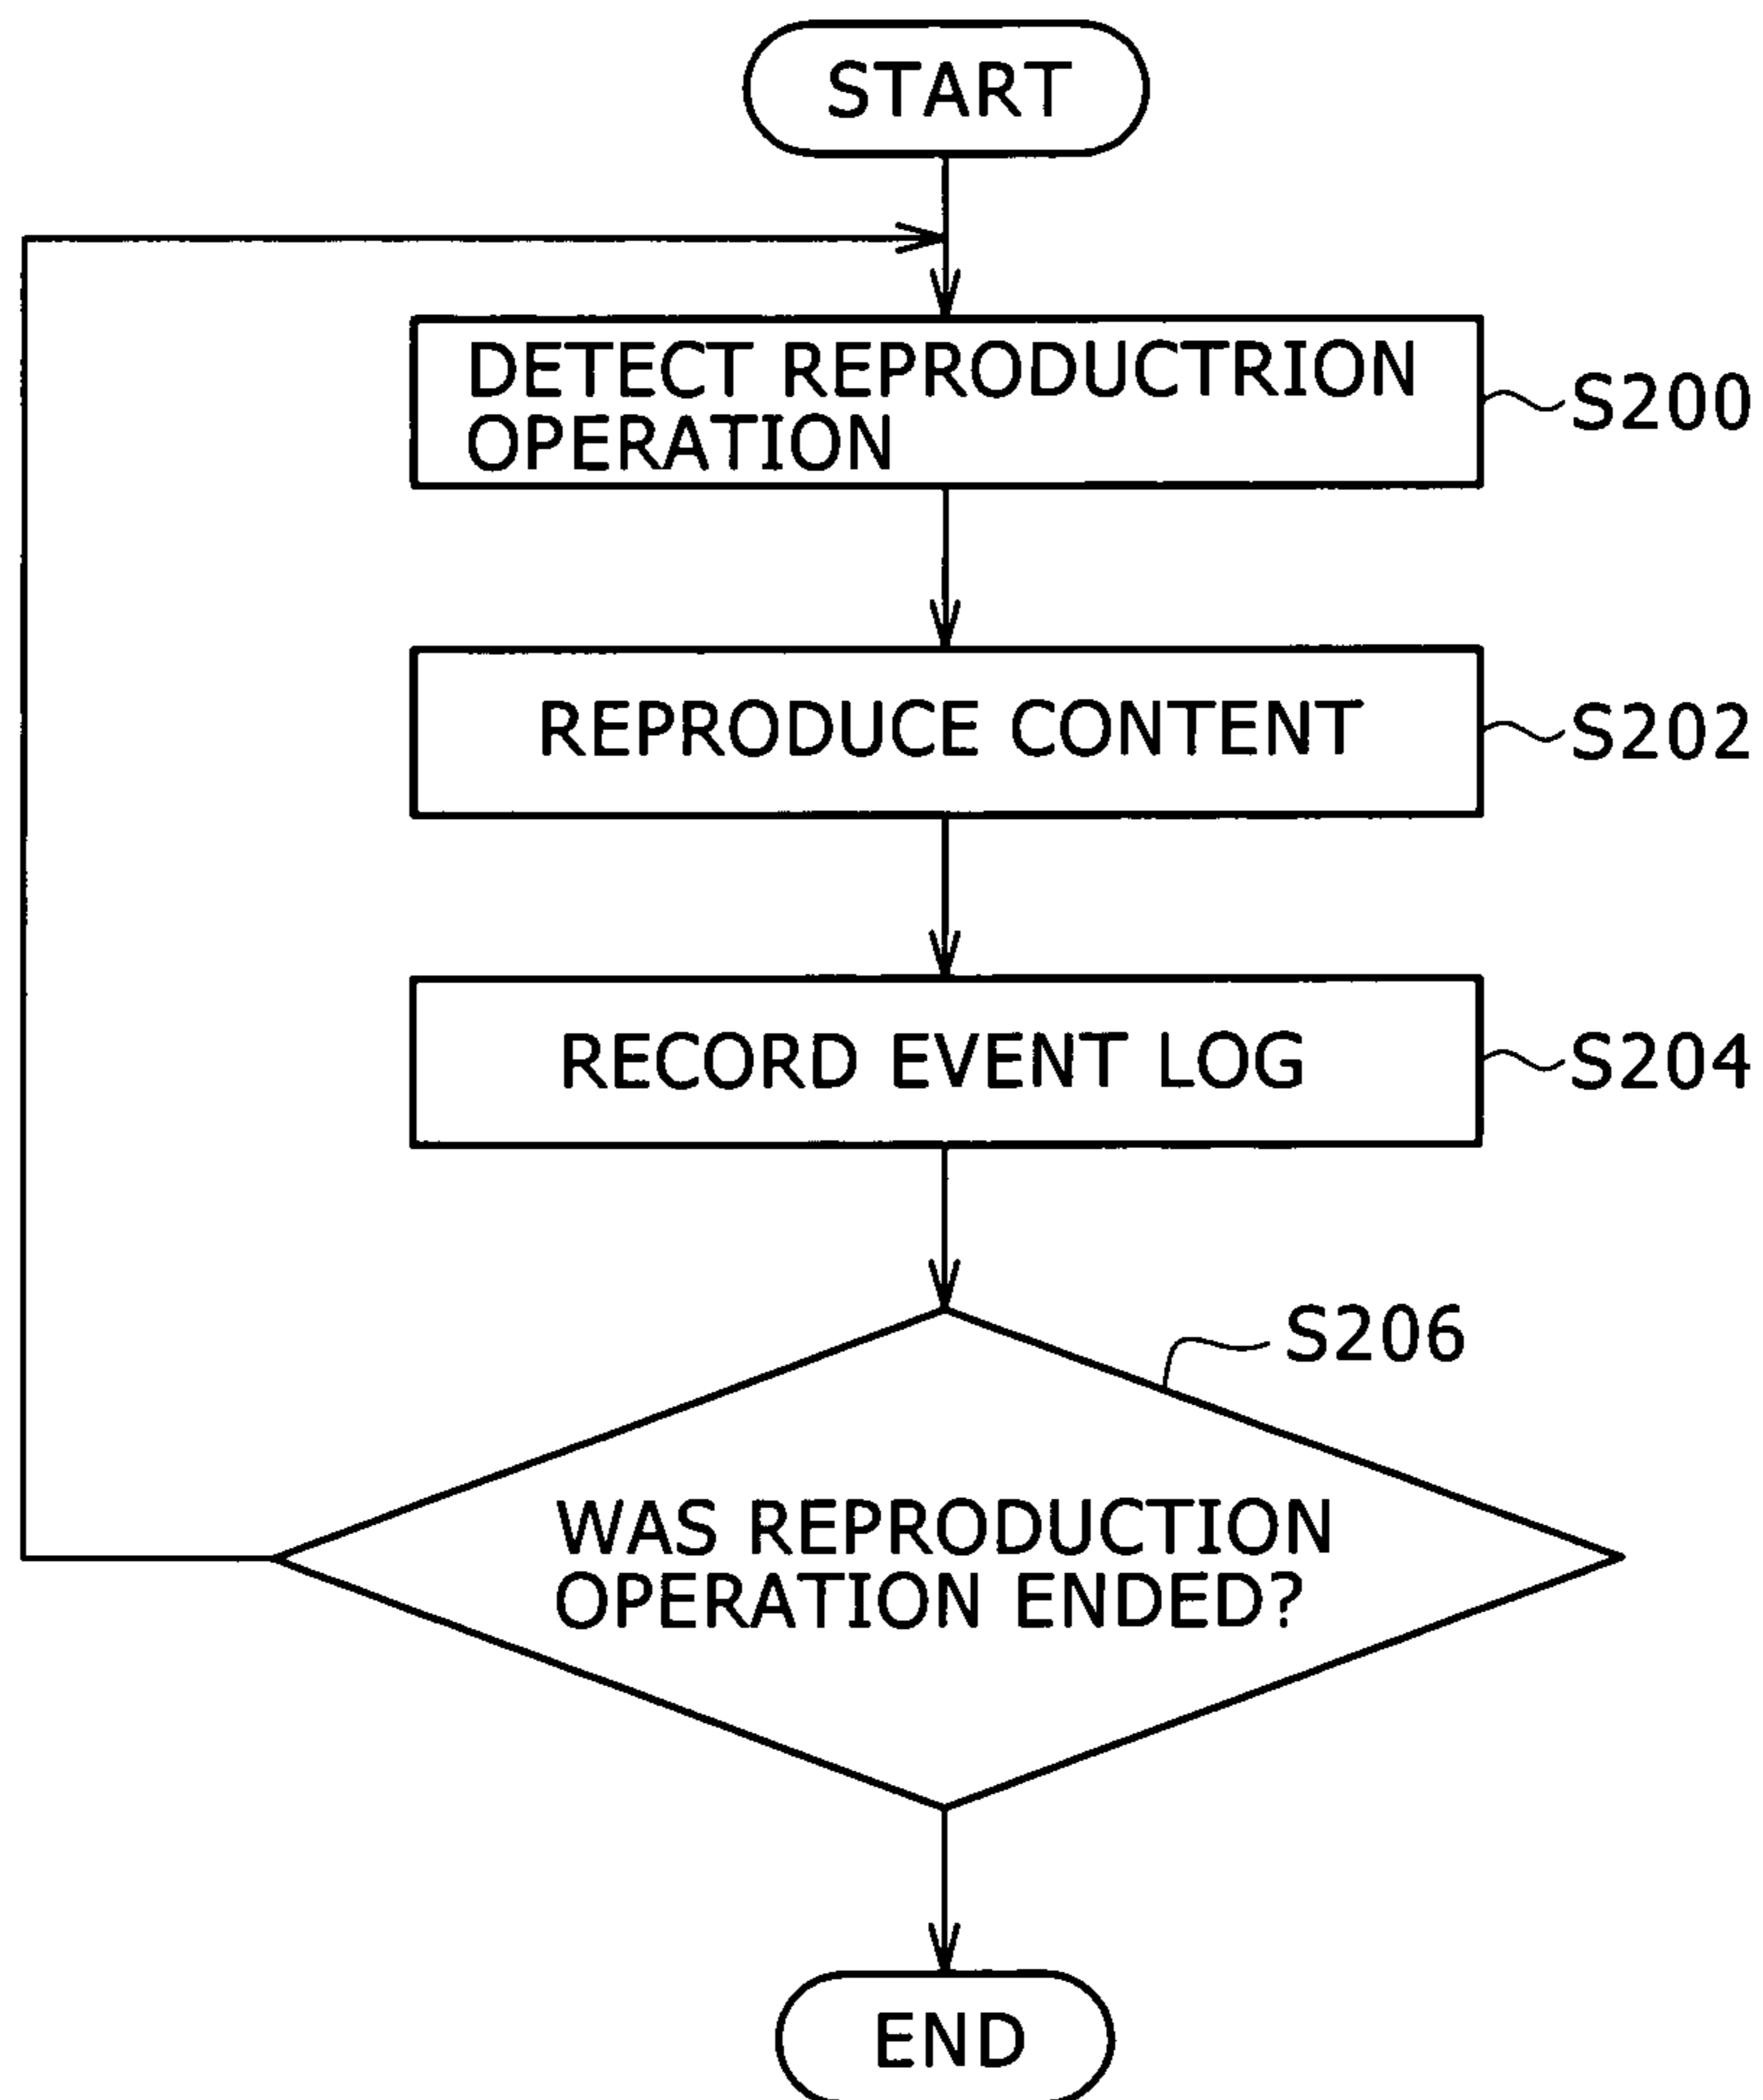 START
DETECT REPRODUCTRION
OPERATION
S200
REPRODUCE CONTENT
S202
RECORD EVENT LOG
S204
S206
WAS REPRODUCTION
OPERATION ENDED?
END